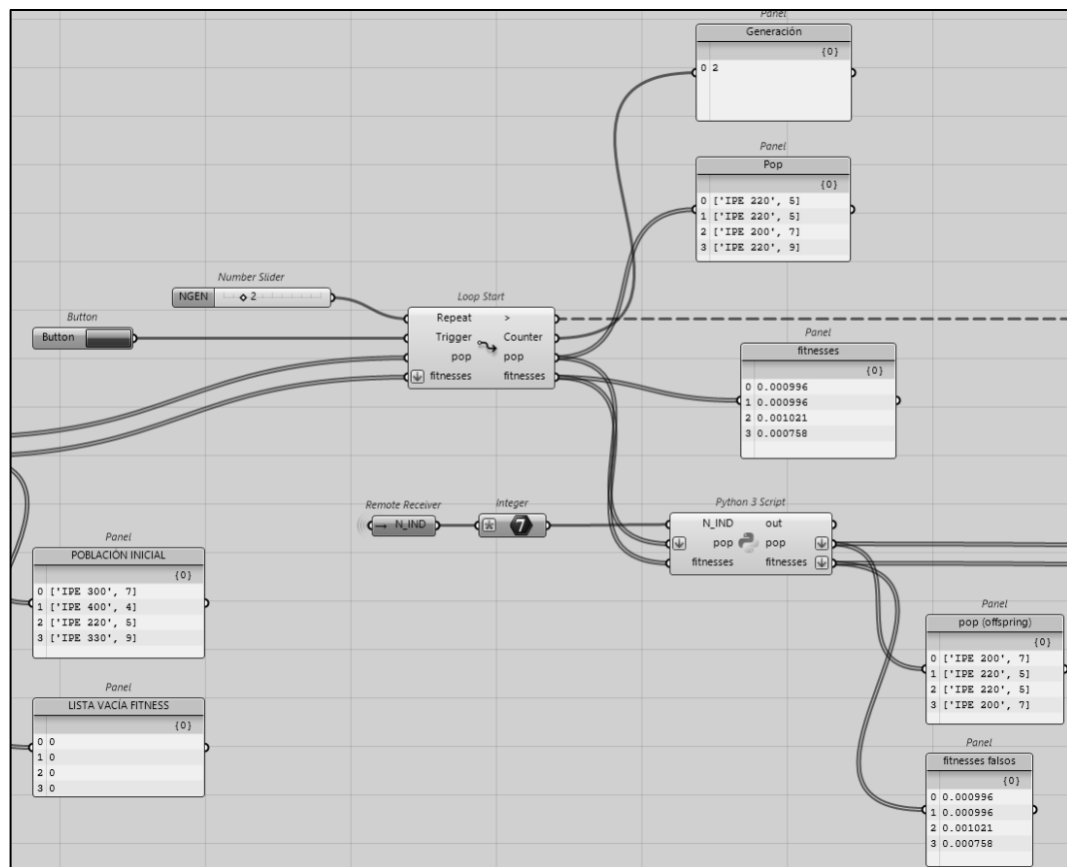 Panel
Generación
{0}
0 2
Panel
Pop
{0}
0 ['IPE 220', 5]
1 ['IPE 220', 5]
2 ['IPE 200', 7]
3 ['IPE 220', 9]
Number Slider
NGEN 2
Button
Button
Loop Start
Repeat >
Trigger Counter
pop pop
fitnesses fitnesses
Panel
fitnesses
{0}
0 0.000996
1 0.000996
2 0.001021
3 0.000758
Remote Receiver
N_IND
Integer
7
Python 3 Script
N_IND out
pop pop
fitnesses fitnesses
Panel
POBLACIÓN INICIAL
{0}
0 ['IPE 300', 7]
1 ['IPE 400', 4]
2 ['IPE 220', 5]
3 ['IPE 330', 9]
Panel
pop (offspring)
{0}
0 ['IPE 200', 7]
1 ['IPE 220', 5]
2 ['IPE 220', 5]
3 ['IPE 200', 7]
Panel
LISTA VACÍA FITNESS
{0}
0 0
1 0
2 0
3 0
Panel
fitnesses falsos
{0}
0 0.000996
1 0.000996
2 0.001021
3 0.000758